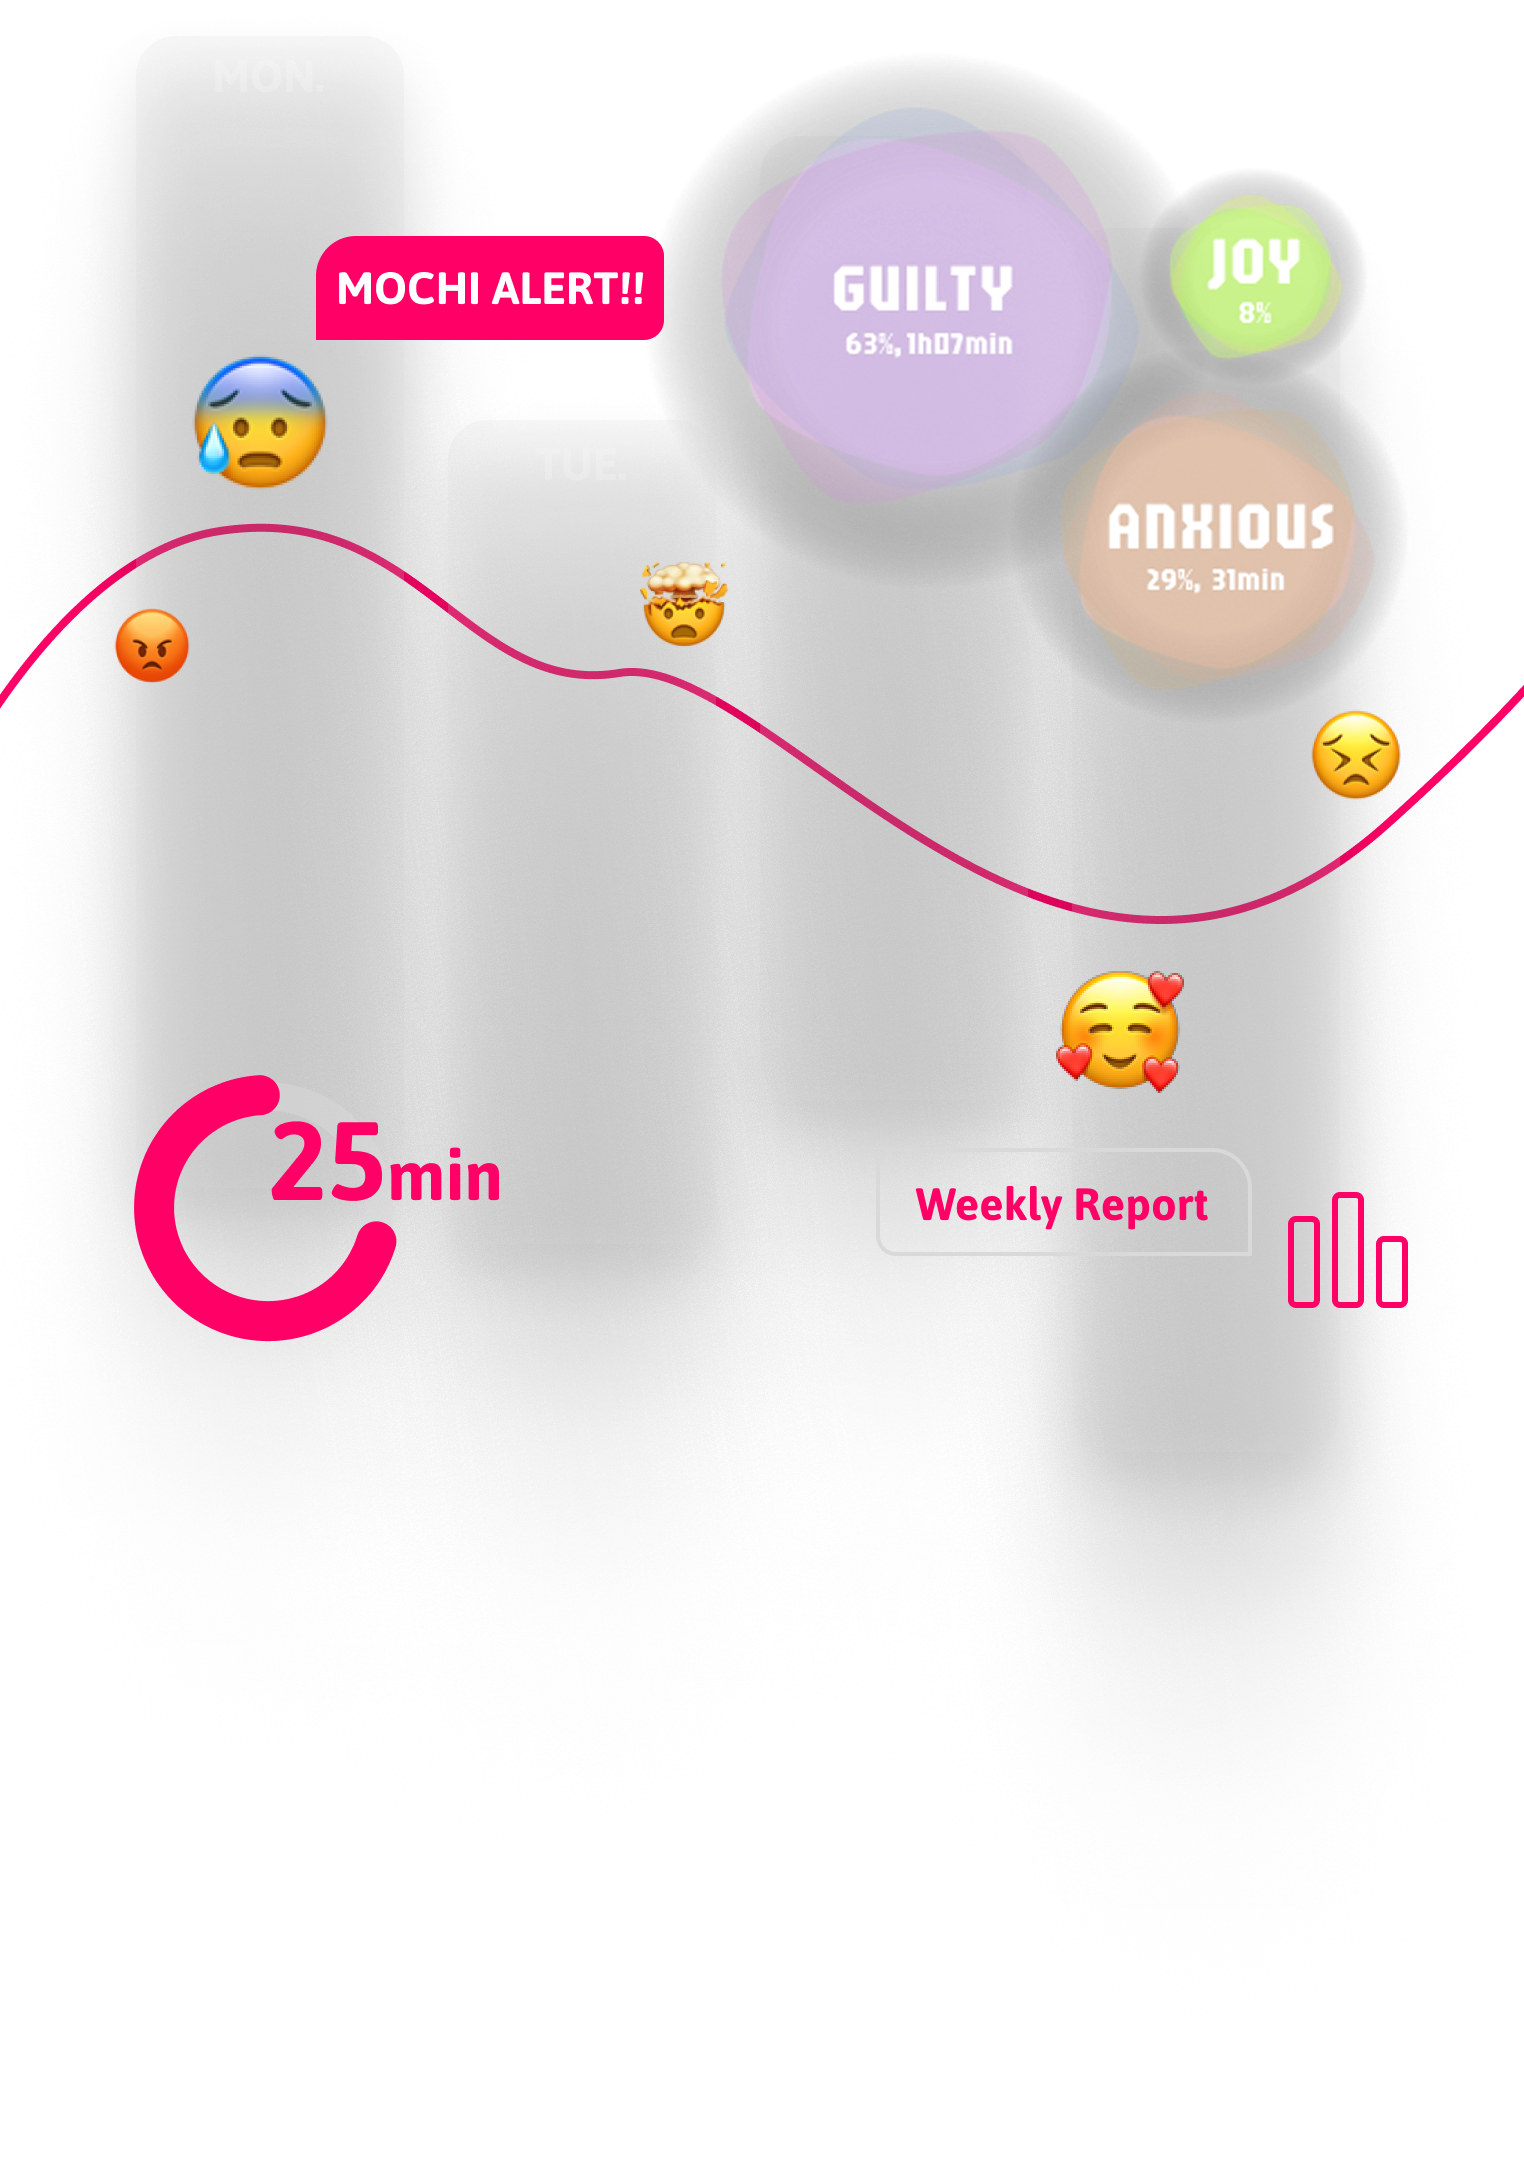 MON.
MOCHI ALERT!!
GUILTY
63%, 1h07min
JOY
8%
TUE.
ANXIOUS
29%, 31min
25min
Weekly Report